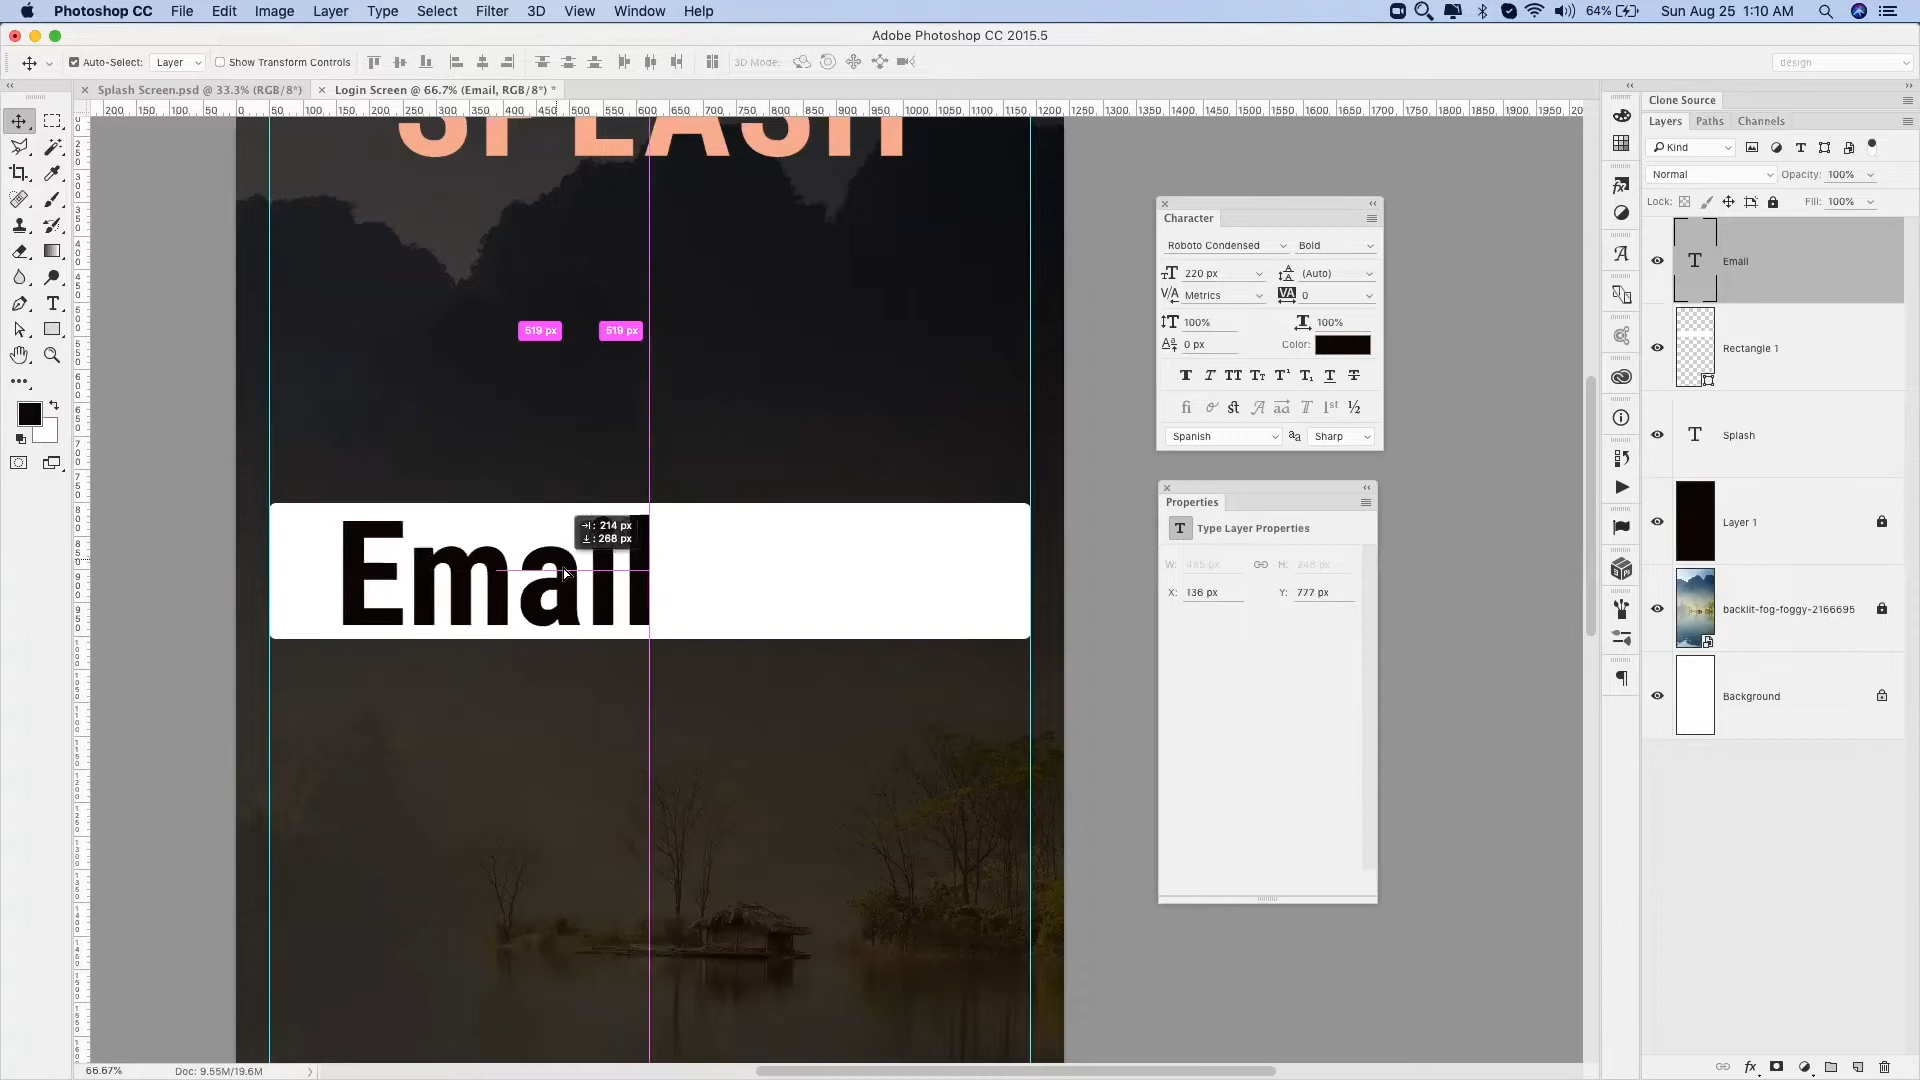 Photoshop CC File Edit Image Layer Type Select Filter 3D View Window Help 64% Sun Aug 25 1:10 AM
Adobe Photoshop CC 2015.5
Auto-Select: Layer Show Transform Controls 3D Mode: design
Splash Screen.psd @ 33.3% (RGB/8*) Login Screen @ 66.7% (Email, RGB/8*) *
200 150 100 50 0 50 100 150 200 250 300 350 400 450 500 550 600 650 700 750 800 850 900 950 1000 1050 1100 1150 1200 1250 1300 1350 1400 1450 1500 1550 1600 1650 1700 1750 1800 1850 1900 1950 20
SPLASH
519 px 519 px
Email
214 px
268 px
Character
Roboto Condensed Bold
220 px (Auto)
Metrics 0
100% 100%
0 px Color:
Spanish Sharp
Properties
Type Layer Properties
W: 485 px H: 248 px
X: 136 px Y: 777 px
Clone Source
Layers Paths Channels
Kind
Normal Opacity: 100%
Lock: Fill: 100%
Email
Rectangle 1
Splash
Layer 1
backlit-fog-foggy-2166695
Background
66.67% Doc: 9.55M/19.6M